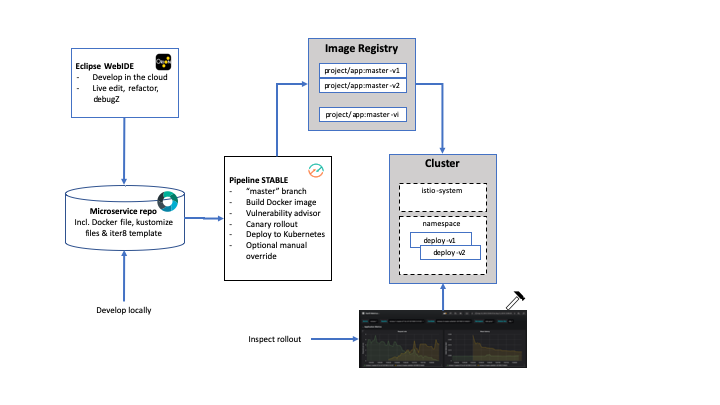 Image Registry
project/app:master-v1
project/app:master-v2
project/app:master-vi
Eclipse WebIDE
- Develop in the cloud
- Live edit, refactor,
debugZ
Cluster
istio-system
namespace
deploy-v1
deploy-v2
Pipeline STABLE
- “master” branch
- Build Docker image
- Vulnerability advisor
- Canary rollout
- Deploy to Kubernetes
- Optional manual
override
Microservice repo
Incl. Docker file, kustomize
files & iter8 template
Develop locally
Inspect rollout